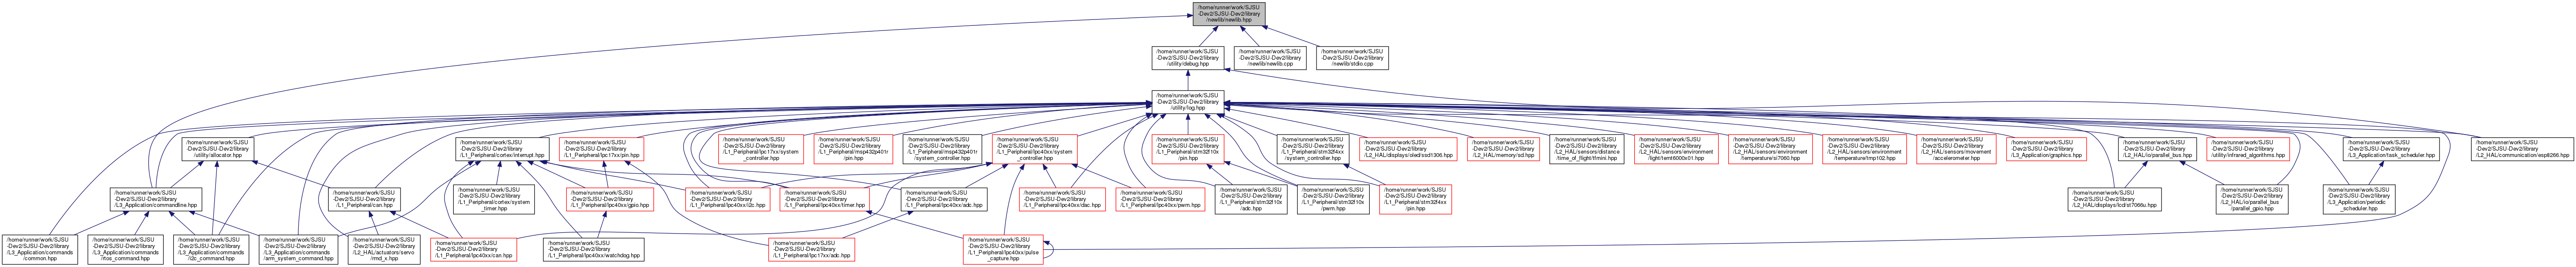 /home/runner/work/SJSU
-Dev2/SJSU-Dev2/library
/newlib/newlib.hpp
/home/runner/work/SJSU
-Dev2/SJSU-Dev2/library
/utility/debug.hpp
/home/runner/work/SJSU
-Dev2/SJSU-Dev2/library
/newlib/newlib.cpp
/home/runner/work/SJSU
-Dev2/SJSU-Dev2/library
/newlib/stdio.cpp
/home/runner/work/SJSU
-Dev2/SJSU-Dev2/library
/utility/log.hpp
/home/runner/work/SJSU
-Dev2/SJSU-Dev2/library
/utility/allocator.hpp
/home/runner/work/SJSU
-Dev2/SJSU-Dev2/library
/L1_Peripheral/cortex/interrupt.hpp
/home/runner/work/SJSU
-Dev2/SJSU-Dev2/library
/L1_Peripheral/lpc17xx/pin.hpp
/home/runner/work/SJSU
-Dev2/SJSU-Dev2/library
/L1_Peripheral/lpc17xx/system
_controller.hpp
/home/runner/work/SJSU
-Dev2/SJSU-Dev2/library
/L1_Peripheral/msp432p401r
/pin.hpp
/home/runner/work/SJSU
-Dev2/SJSU-Dev2/library
/L1_Peripheral/msp432p401r
/system_controller.hpp
/home/runner/work/SJSU
-Dev2/SJSU-Dev2/library
/L1_Peripheral/lpc40xx/system
_controller.hpp
/home/runner/work/SJSU
-Dev2/SJSU-Dev2/library
/L1_Peripheral/stm32f10x
/pin.hpp
/home/runner/work/SJSU
-Dev2/SJSU-Dev2/library
/L1_Peripheral/stm32f4xx
/system_controller.hpp
/home/runner/work/SJSU
-Dev2/SJSU-Dev2/library
/L2_HAL/displays/oled/ssd1306.hpp
/home/runner/work/SJSU
-Dev2/SJSU-Dev2/library
/L2_HAL/memory/sd.hpp
/home/runner/work/SJSU
-Dev2/SJSU-Dev2/library
/L2_HAL/sensors/distance
/time_of_flight/tfmini.hpp
/home/runner/work/SJSU
-Dev2/SJSU-Dev2/library
/L2_HAL/sensors/environment
/light/temt6000x01.hpp
/home/runner/work/SJSU
-Dev2/SJSU-Dev2/library
/L2_HAL/sensors/environment
/temperature/si7060.hpp
/home/runner/work/SJSU
-Dev2/SJSU-Dev2/library
/L2_HAL/sensors/environment
/temperature/tmp102.hpp
/home/runner/work/SJSU
-Dev2/SJSU-Dev2/library
/L2_HAL/sensors/movement
/accelerometer.hpp
/home/runner/work/SJSU
-Dev2/SJSU-Dev2/library
/L3_Application/graphics.hpp
/home/runner/work/SJSU
-Dev2/SJSU-Dev2/library
/L2_HAL/io/parallel_bus.hpp
/home/runner/work/SJSU
-Dev2/SJSU-Dev2/library
/utility/infrared_algorithms.hpp
/home/runner/work/SJSU
-Dev2/SJSU-Dev2/library
/L3_Application/task_scheduler.hpp
/home/runner/work/SJSU
-Dev2/SJSU-Dev2/library
/L2_HAL/communication/esp8266.hpp
/home/runner/work/SJSU
-Dev2/SJSU-Dev2/library
/L3_Application/commandline.hpp
/home/runner/work/SJSU
-Dev2/SJSU-Dev2/library
/L1_Peripheral/can.hpp
/home/runner/work/SJSU
-Dev2/SJSU-Dev2/library
/L1_Peripheral/cortex/system
_timer.hpp
/home/runner/work/SJSU
-Dev2/SJSU-Dev2/library
/L1_Peripheral/lpc40xx/gpio.hpp
/home/runner/work/SJSU
-Dev2/SJSU-Dev2/library
/L1_Peripheral/lpc40xx/i2c.hpp
/home/runner/work/SJSU
-Dev2/SJSU-Dev2/library
/L1_Peripheral/lpc40xx/timer.hpp
/home/runner/work/SJSU
-Dev2/SJSU-Dev2/library
/L1_Peripheral/lpc40xx/adc.hpp
/home/runner/work/SJSU
-Dev2/SJSU-Dev2/library
/L1_Peripheral/lpc40xx/dac.hpp
/home/runner/work/SJSU
-Dev2/SJSU-Dev2/library
/L1_Peripheral/lpc40xx/pwm.hpp
/home/runner/work/SJSU
-Dev2/SJSU-Dev2/library
/L1_Peripheral/stm32f10x
/adc.hpp
/home/runner/work/SJSU
-Dev2/SJSU-Dev2/library
/L1_Peripheral/stm32f10x
/pwm.hpp
/home/runner/work/SJSU
-Dev2/SJSU-Dev2/library
/L1_Peripheral/stm32f4xx
/pin.hpp
/home/runner/work/SJSU
-Dev2/SJSU-Dev2/library
/L2_HAL/displays/lcd/st7066u.hpp
/home/runner/work/SJSU
-Dev2/SJSU-Dev2/library
/L2_HAL/io/parallel_bus
/parallel_gpio.hpp
/home/runner/work/SJSU
-Dev2/SJSU-Dev2/library
/L3_Application/periodic
_scheduler.hpp
/home/runner/work/SJSU
-Dev2/SJSU-Dev2/library
/L3_Application/commands
/common.hpp
/home/runner/work/SJSU
-Dev2/SJSU-Dev2/library
/L3_Application/commands
/rtos_command.hpp
/home/runner/work/SJSU
-Dev2/SJSU-Dev2/library
/L3_Application/commands
/i2c_command.hpp
/home/runner/work/SJSU
-Dev2/SJSU-Dev2/library
/L3_Application/commands
/arm_system_command.hpp
/home/runner/work/SJSU
-Dev2/SJSU-Dev2/library
/L2_HAL/actuators/servo
/rmd_x.hpp
/home/runner/work/SJSU
-Dev2/SJSU-Dev2/library
/L1_Peripheral/lpc40xx/can.hpp
/home/runner/work/SJSU
-Dev2/SJSU-Dev2/library
/L1_Peripheral/lpc40xx/watchdog.hpp
/home/runner/work/SJSU
-Dev2/SJSU-Dev2/library
/L1_Peripheral/lpc17xx/adc.hpp
/home/runner/work/SJSU
-Dev2/SJSU-Dev2/library
/L1_Peripheral/lpc40xx/pulse
_capture.hpp